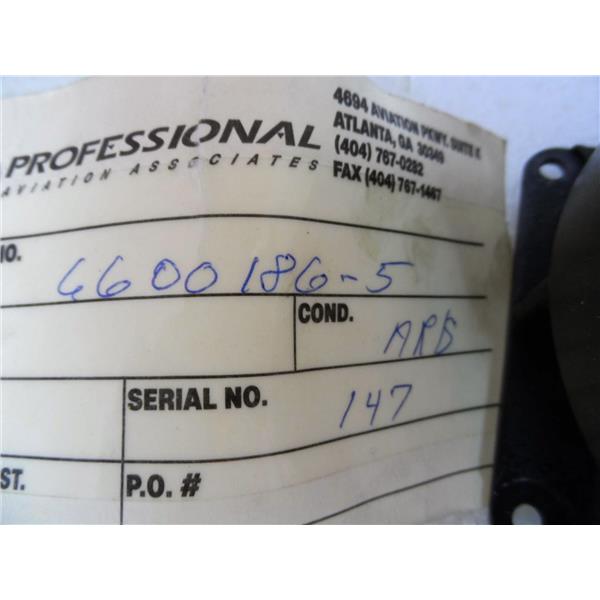 PROFESSIONAL
AVIATION ASSOCIATES
4694 AVIATION PKWY. SUITE K
ATLANTA, GA 30349
(404) 767-0282
FAX (404) 767-1467
NO.
6600186-5
COND.
ARB
SERIAL NO.
147
ST.
P.O. #